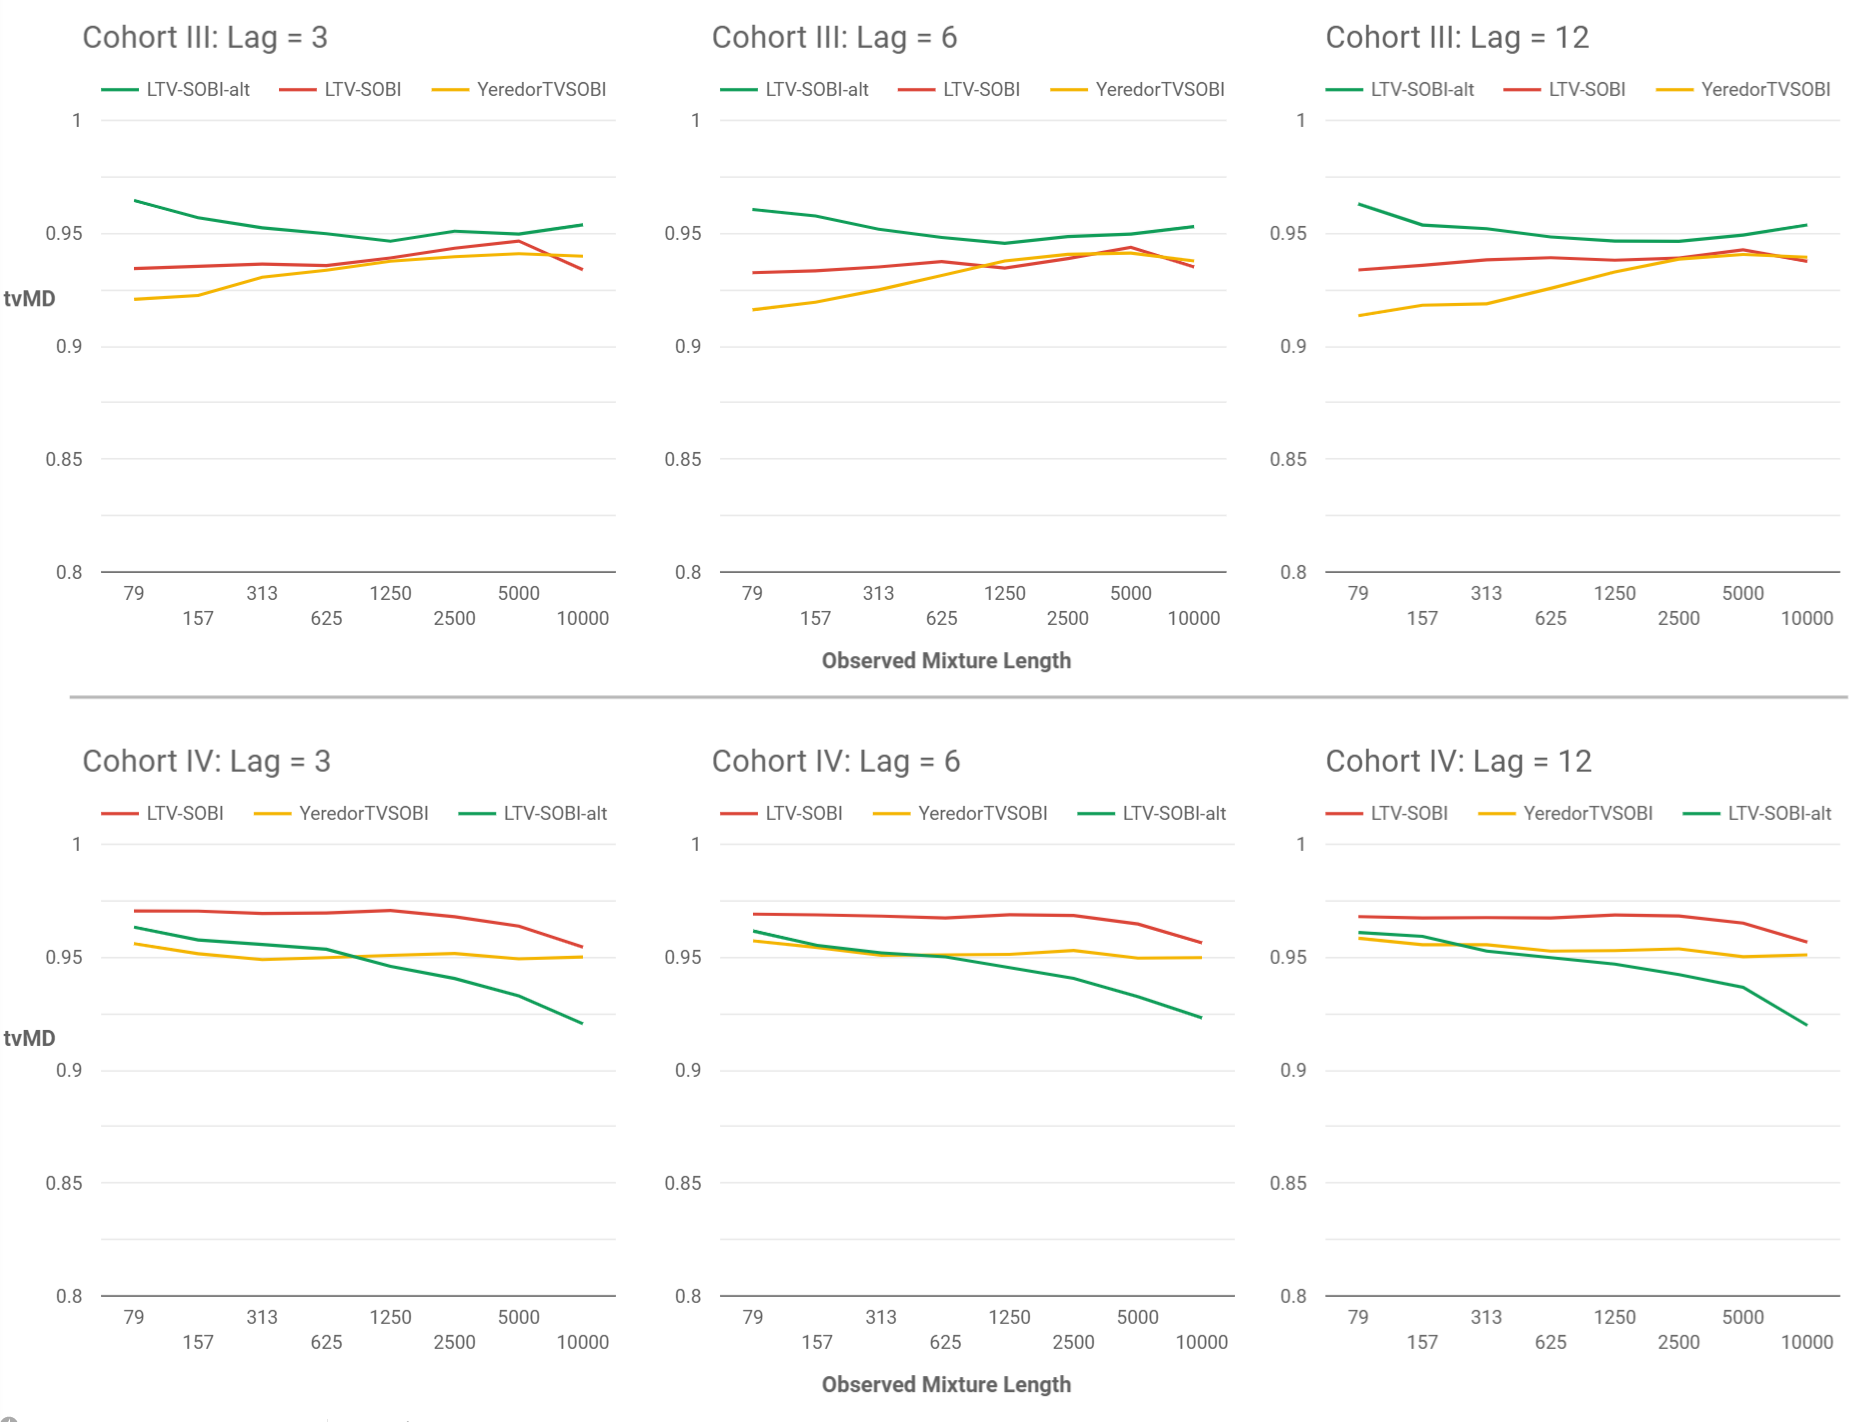 Cohort III: Lag = 3
LTV-SOBI-alt LTV-SOBI YeredorTVSOBI
1
0.95
0.9
0.85
0.8
79 157 313 625 1250 2500 5000 10000
Cohort III: Lag = 6
LTV-SOBI-alt LTV-SOBI YeredorTVSOBI
1
0.95
0.9
0.85
0.8
79 157 313 625 1250 2500 5000 10000
Cohort III: Lag = 12
LTV-SOBI-alt LTV-SOBI YeredorTVSOBI
1
0.95
0.9
0.85
0.8
79 157 313 625 1250 2500 5000 10000
tvMD
Observed Mixture Length
Cohort IV: Lag = 3
LTV-SOBI YeredorTVSOBI LTV-SOBI-alt
1
0.95
0.9
0.85
0.8
79 157 313 625 1250 2500 5000 10000
Cohort IV: Lag = 6
LTV-SOBI YeredorTVSOBI LTV-SOBI-alt
1
0.95
0.9
0.85
0.8
79 157 313 625 1250 2500 5000 10000
Cohort IV: Lag = 12
LTV-SOBI YeredorTVSOBI LTV-SOBI-alt
1
0.95
0.9
0.85
0.8
79 157 313 625 1250 2500 5000 10000
tvMD
Observed Mixture Length